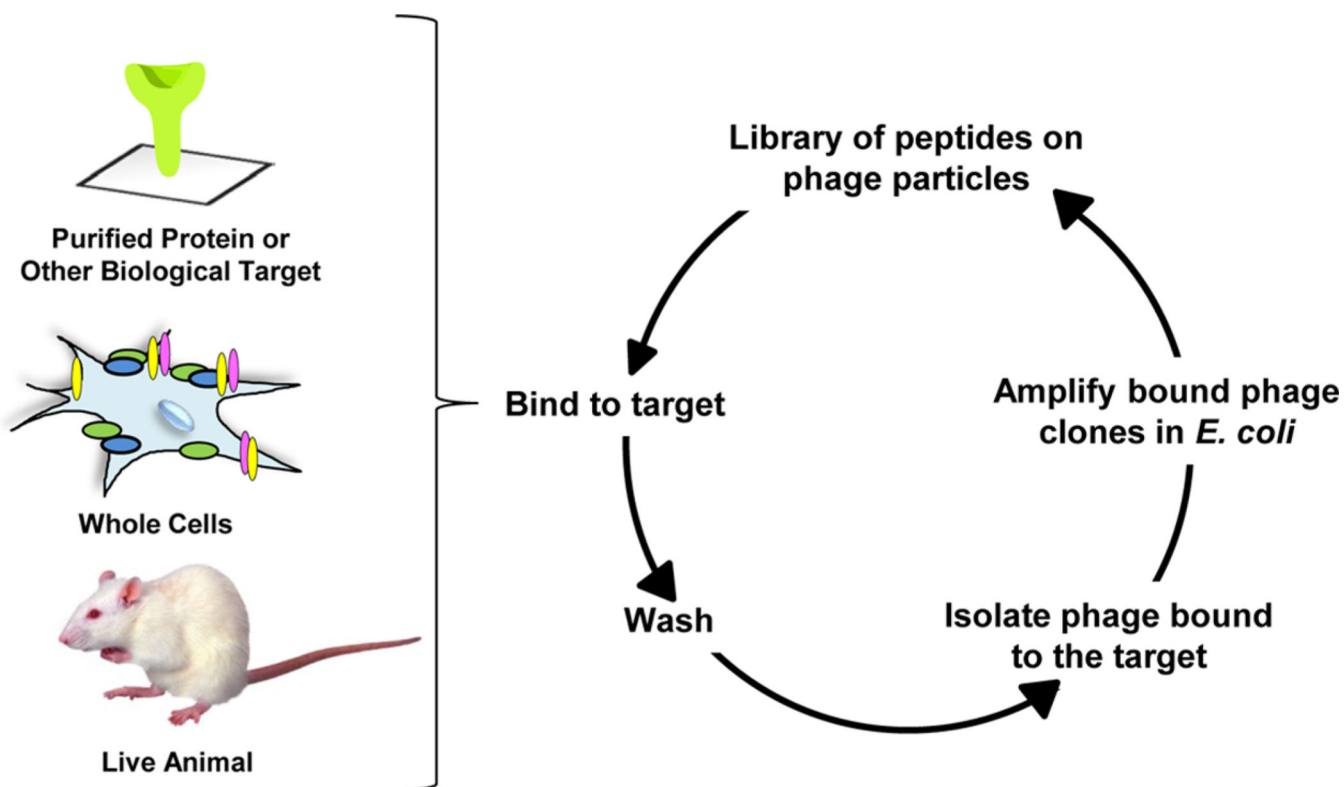 Purified Protein or
Other Biological Target
Whole Cells
Live Animal
Library of peptides on
phage particles
Bind to target
Wash
Isolate phage bound
to the target
Amplify bound phage
clones in E. coli